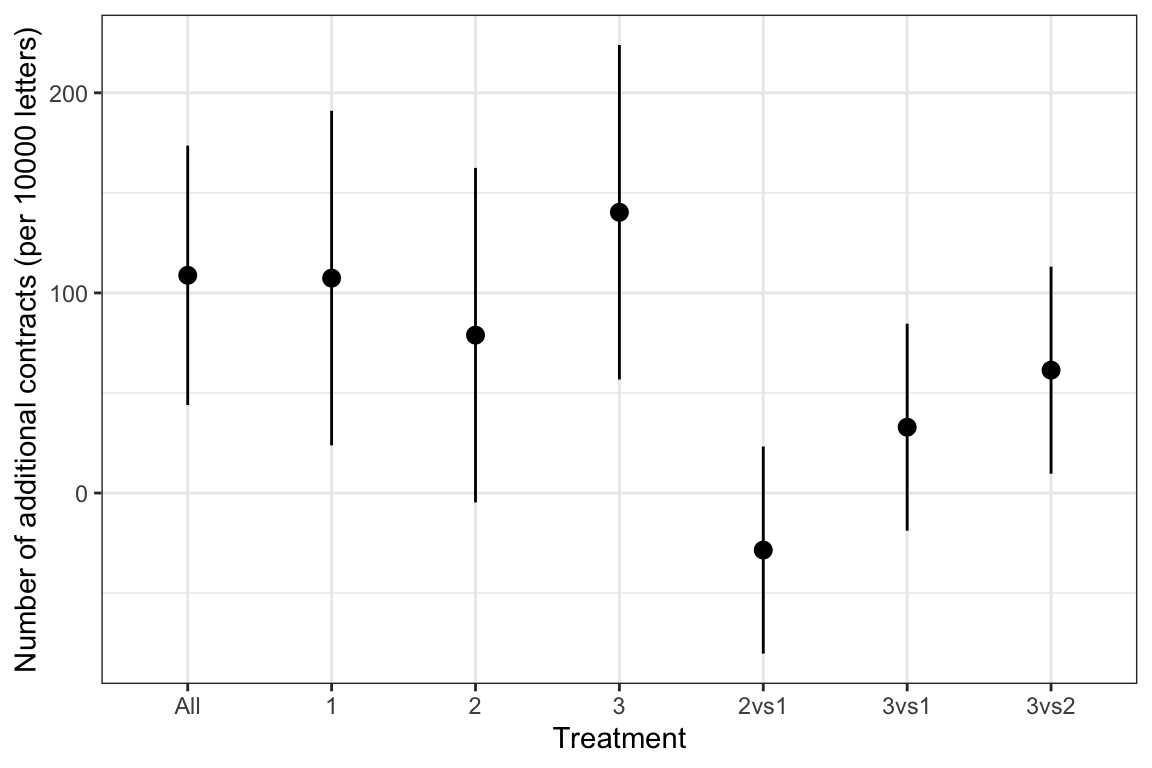 Number of additional contracts (per 10000 letters)
200
100
0
All 1 2 3 2vs1 3vs1 3vs2
Treatment